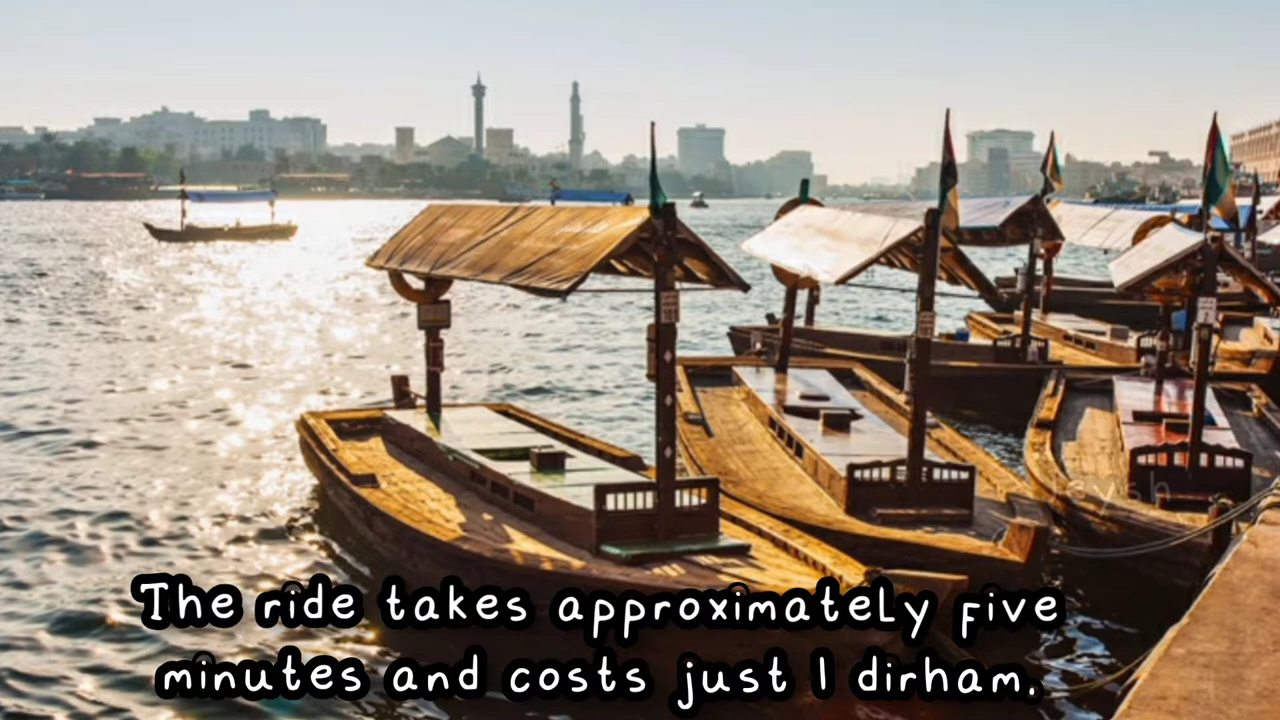 The ride takes approximately five
minutes and costs just 1 dirham.